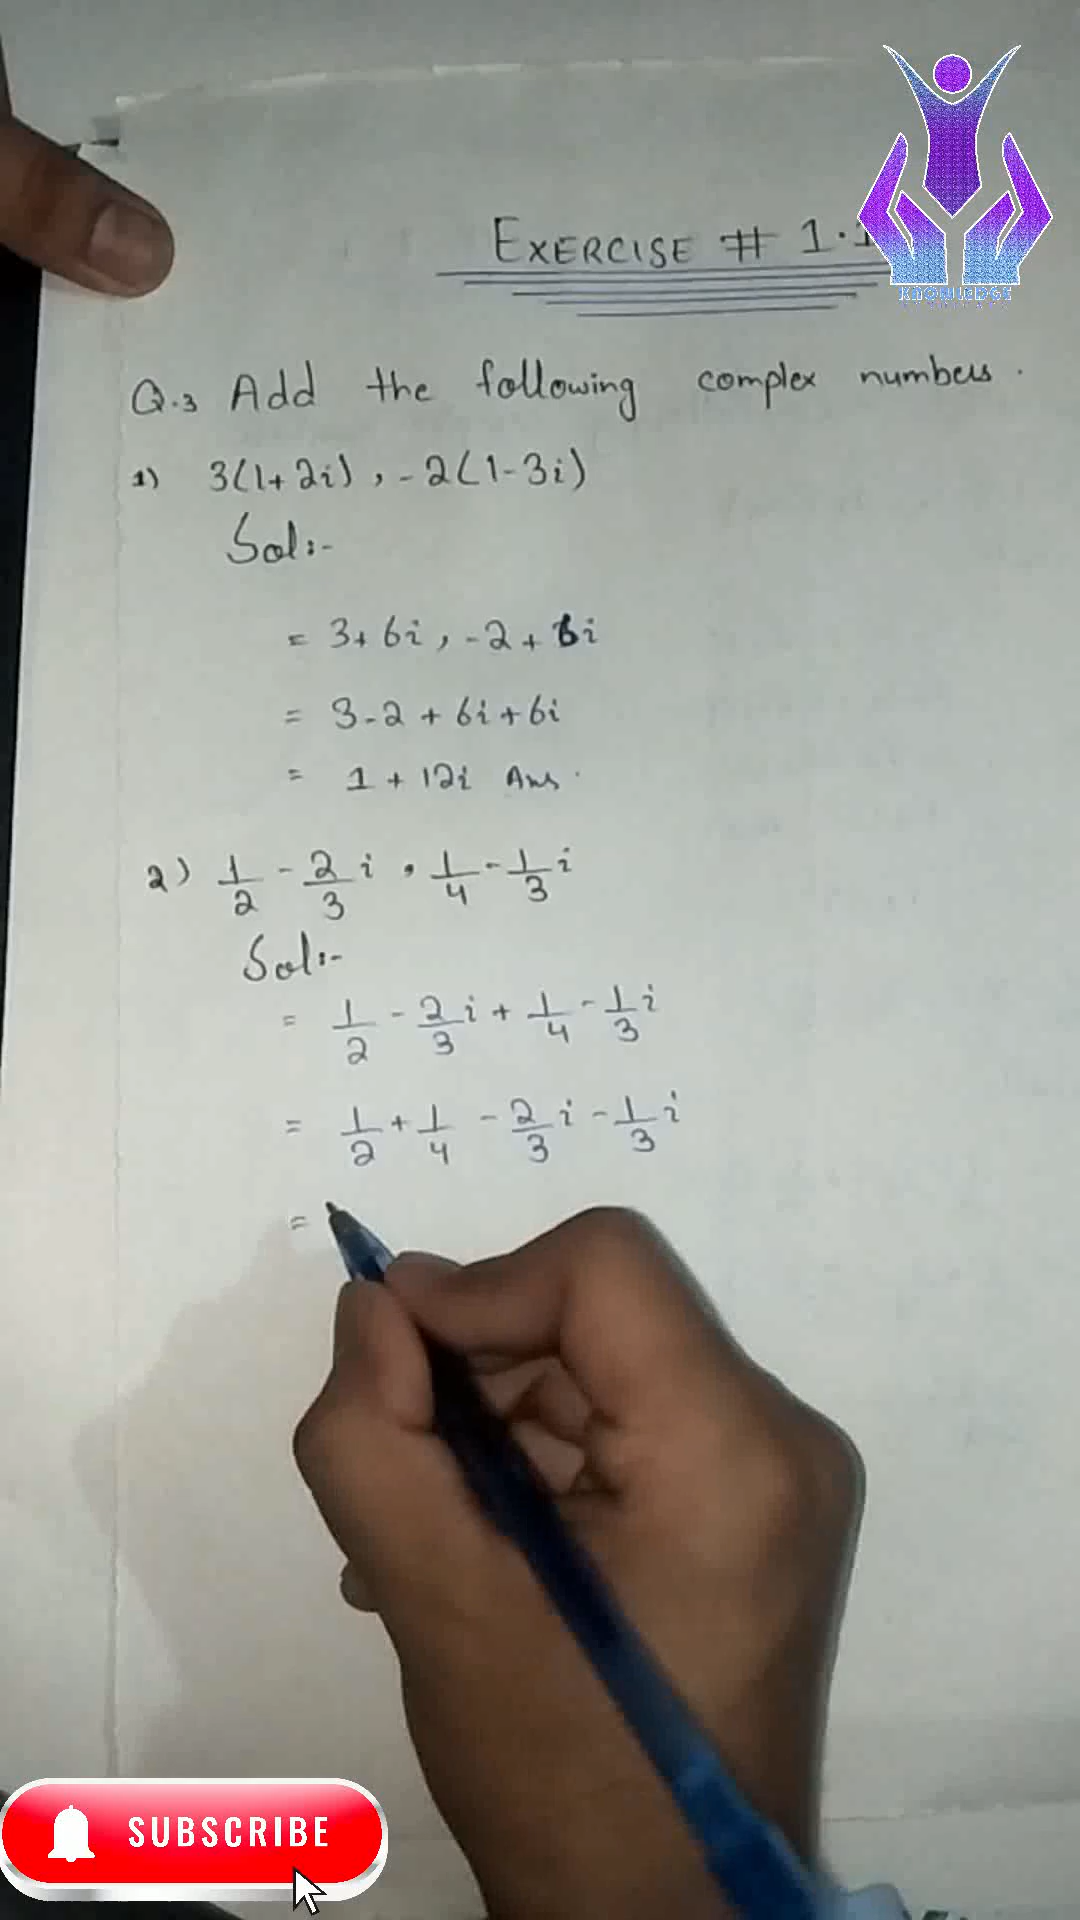 EXERCISE # 1.1
KNOWLEDGE
Q.3 Add the following complex numbers.
1) 3(1+2i), -2(1-3i)
Sol:-
= 3+6i, -2+6i
= 3-2+6i+6i
= 1+12i Ans.
2) 1/2 - 2/3 i , 1/4 - 1/3 i
Sol:-
= 1/2 - 2/3 i + 1/4 - 1/3 i
= 1/2 + 1/4 - 2/3 i - 1/3 i
=
SUBSCRIBE